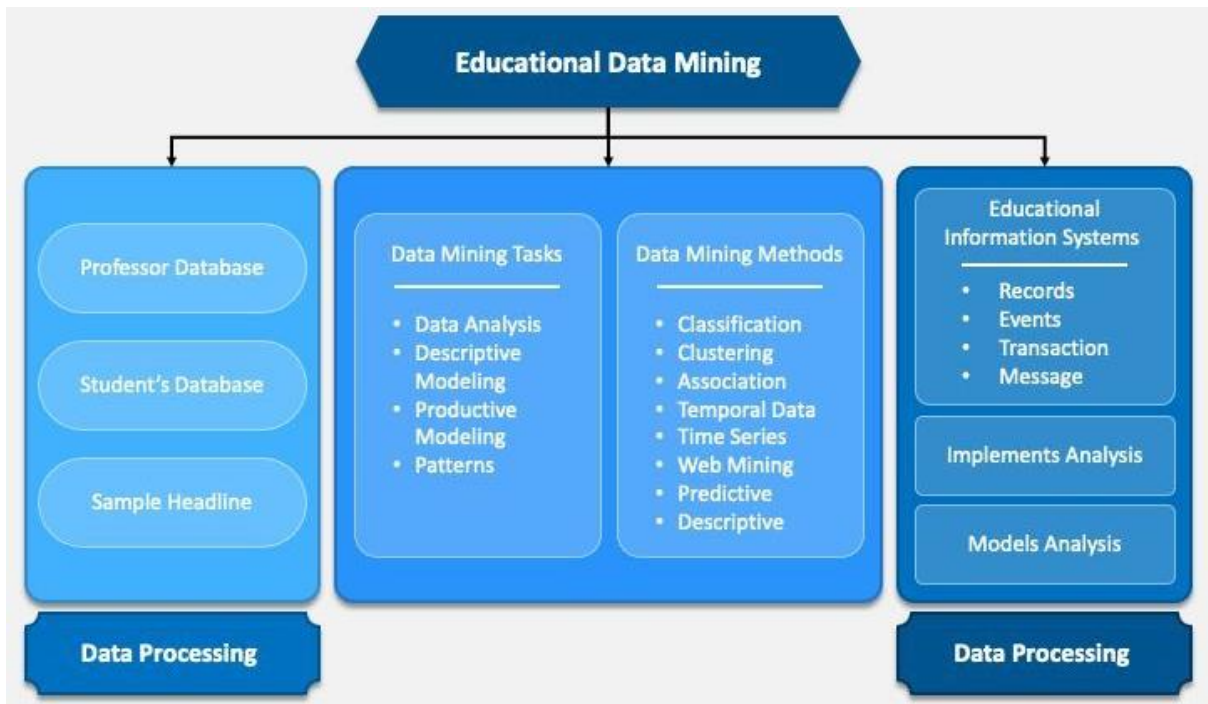 Educational Data Mining
Professor Database
Student's Database
Sample Headline
Data Processing
Data Mining Tasks
• Data Analysis
• Descriptive
Modeling
• Productive
Modeling
• Patterns
Data Mining Methods
• Classification
• Clustering
• Association
• Temporal Data
• Time Series
• Web Mining
• Predictive
• Descriptive
Educational
Information Systems
• Records
• Events
• Transaction
• Message
Implements Analysis
Models Analysis
Data Processing